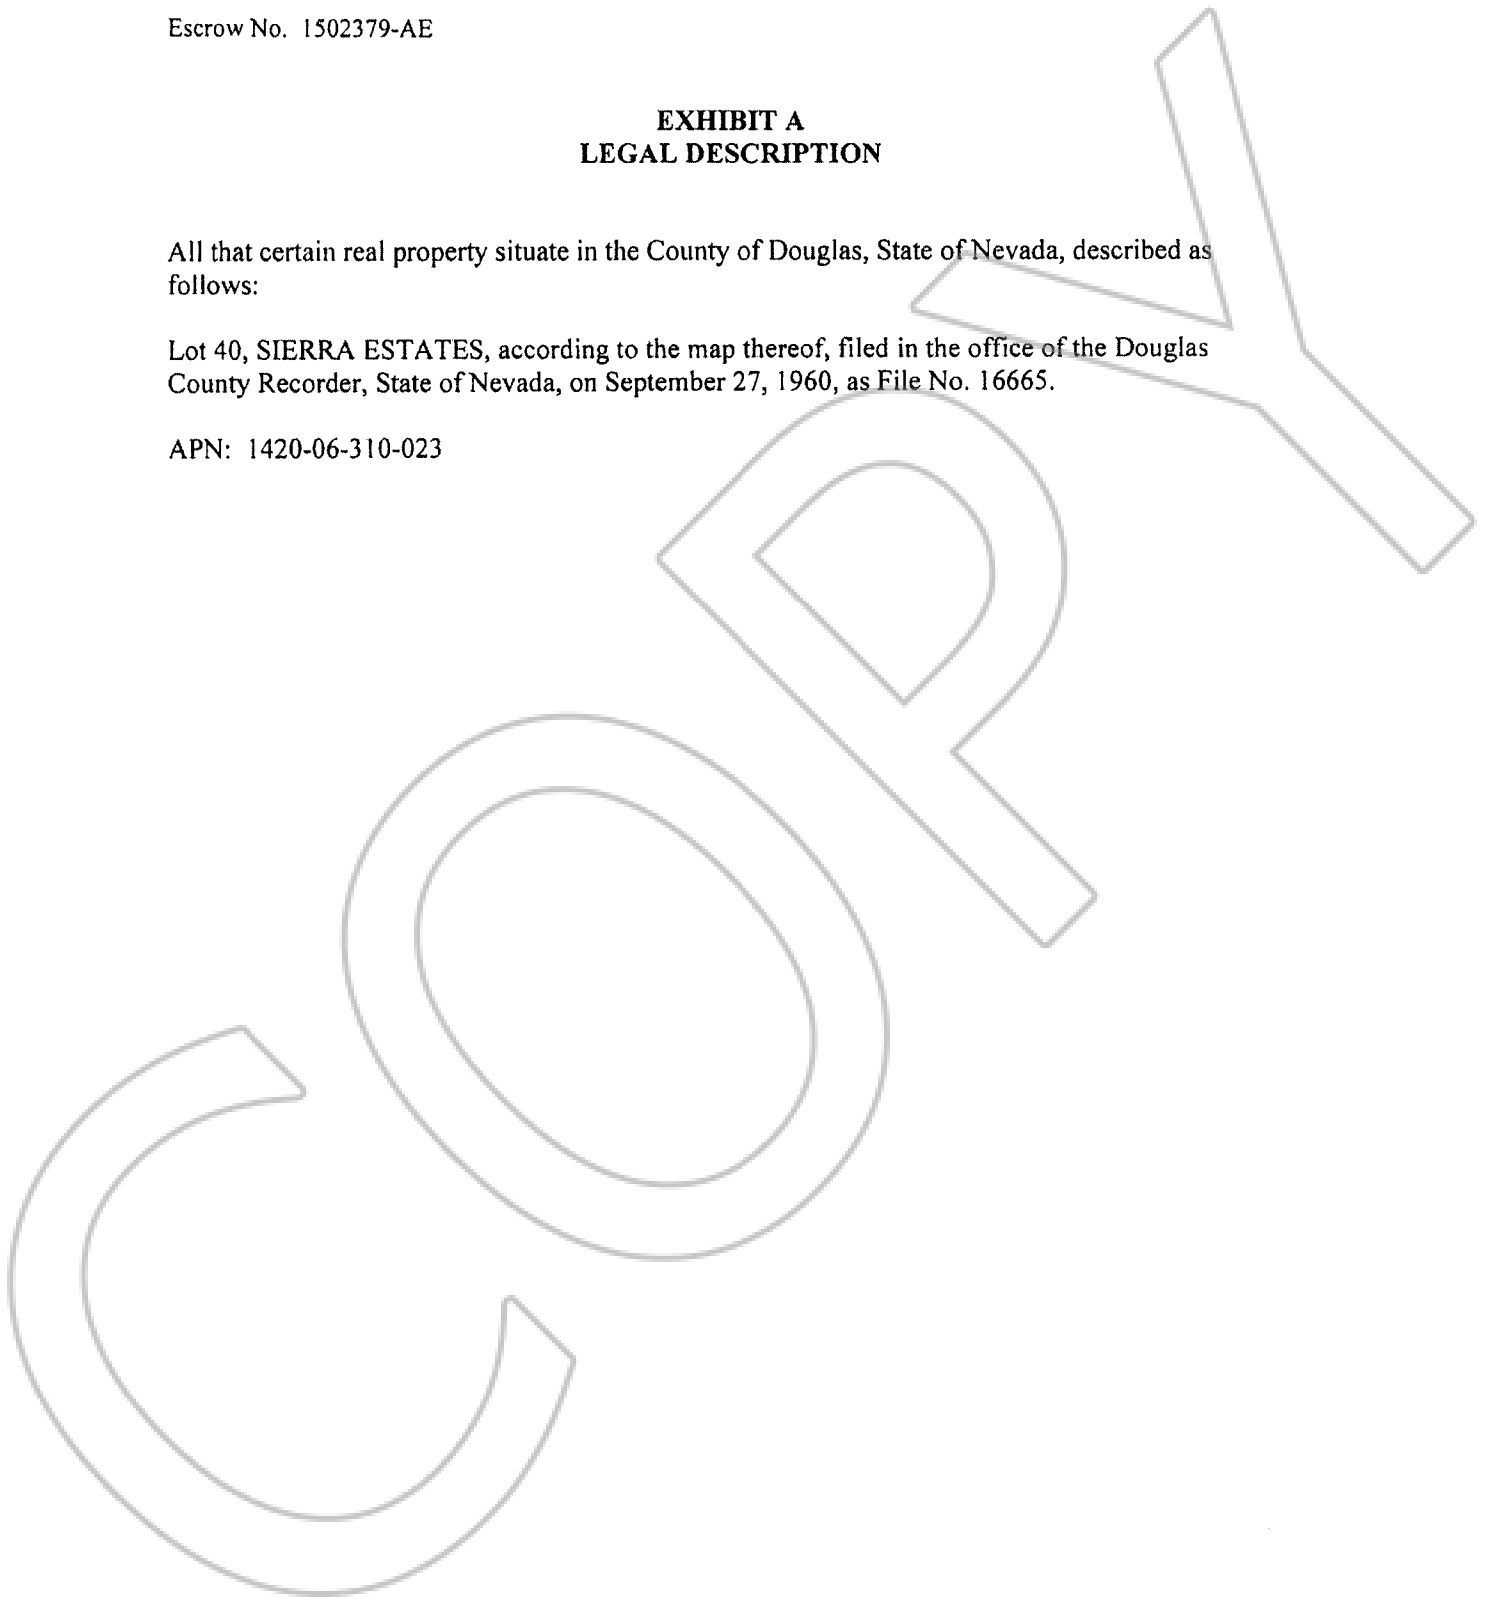 Escrow No. 1502379-AE
EXHIBIT A
LEGAL DESCRIPTION
All that certain real property situate in the County of Douglas, State of Nevada, described as
follows:
Lot 40, SIERRA ESTATES, according to the map thereof, filed in the office of the Douglas
County Recorder, State of Nevada, on September 27, 1960, as File No. 16665.
APN: 1420-06-310-023
COPY